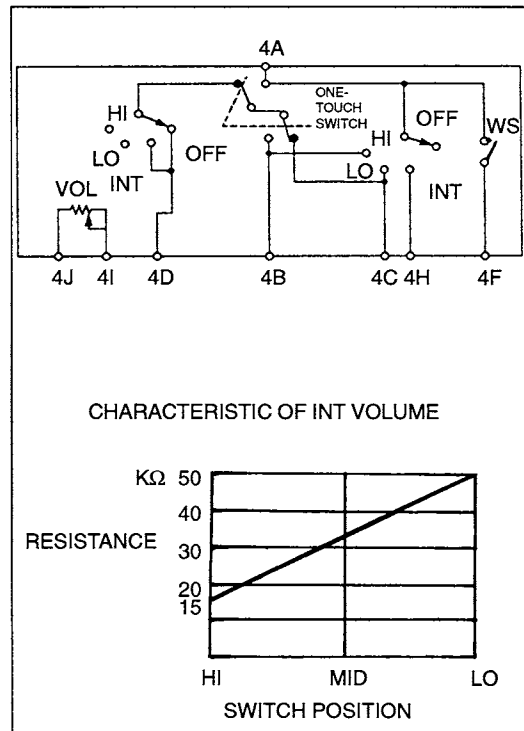 4A
ONE-
TOUCH
SWITCH
HI
LO
INT
OFF
VOL
HI
LO
OFF
INT
WS
4J 4I 4D 4B 4C 4H 4F
CHARACTERISTIC OF INT VOLUME
KΩ 50
40
RESISTANCE 30
20
15
HI MID LO
SWITCH POSITION